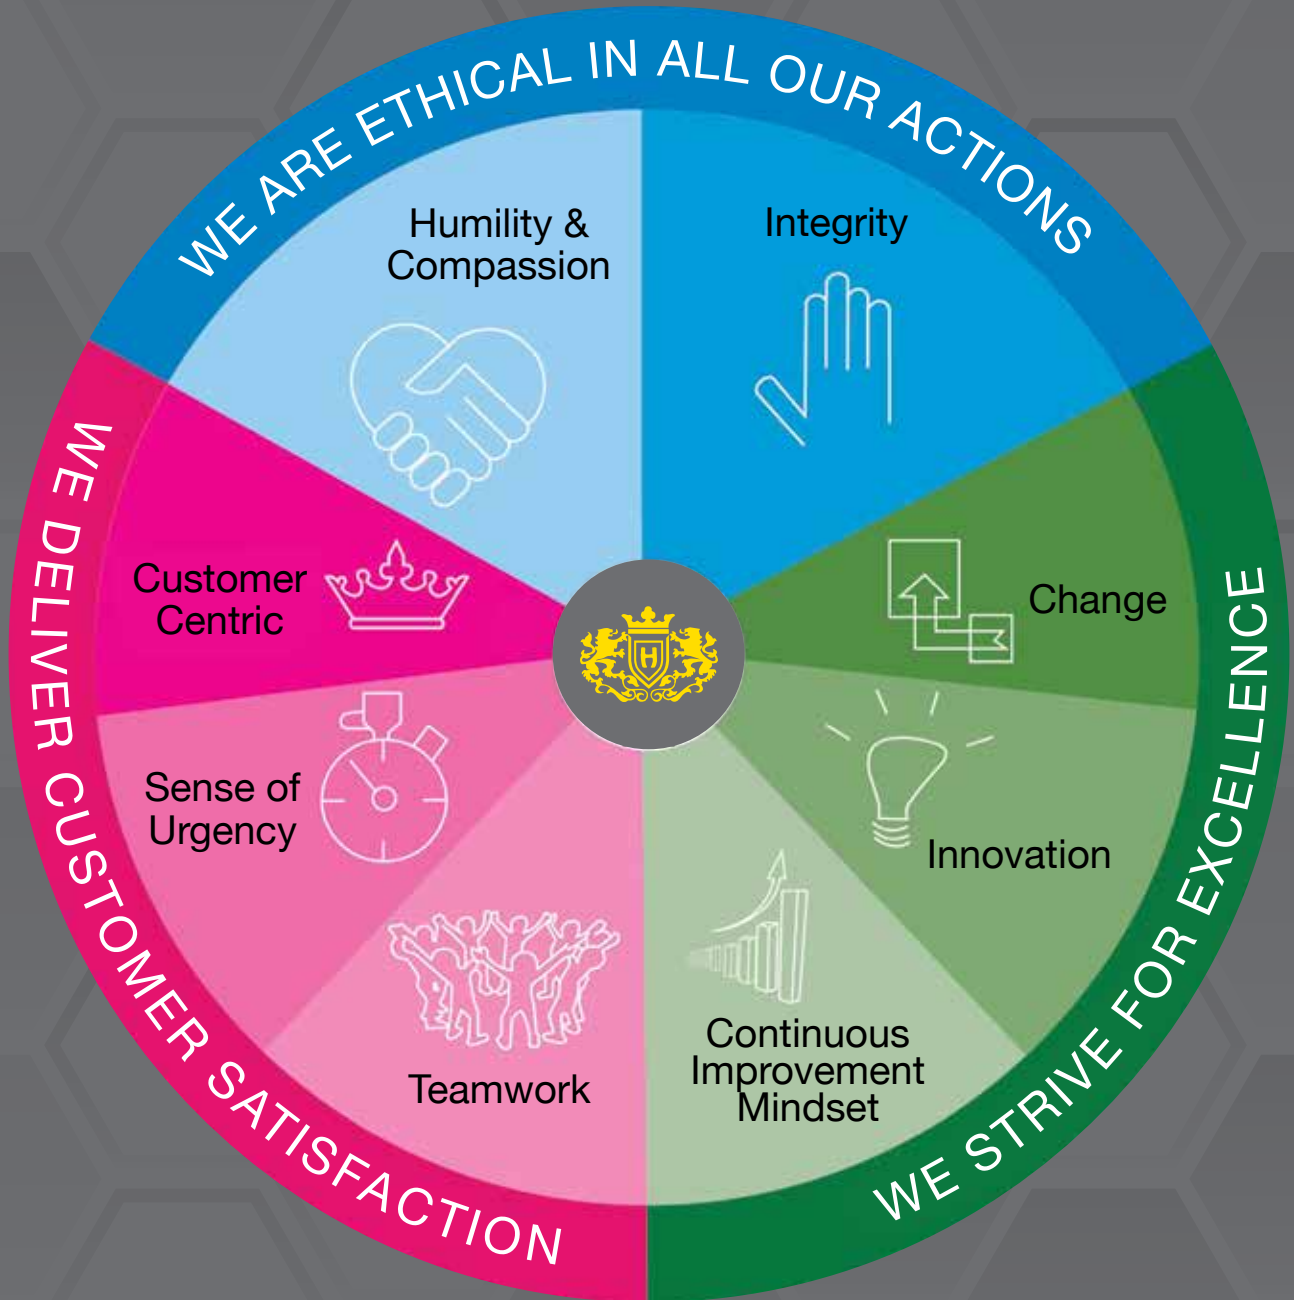 WE ARE ETHICAL IN ALL OUR ACTIONS
Humility &
Compassion
Integrity
Customer
Centric
Change
Sense of
Urgency
Innovation
Teamwork
Continuous
Improvement
Mindset
WE DELIVER CUSTOMER SATISFACTION
WE STRIVE FOR EXCELLENCE
H